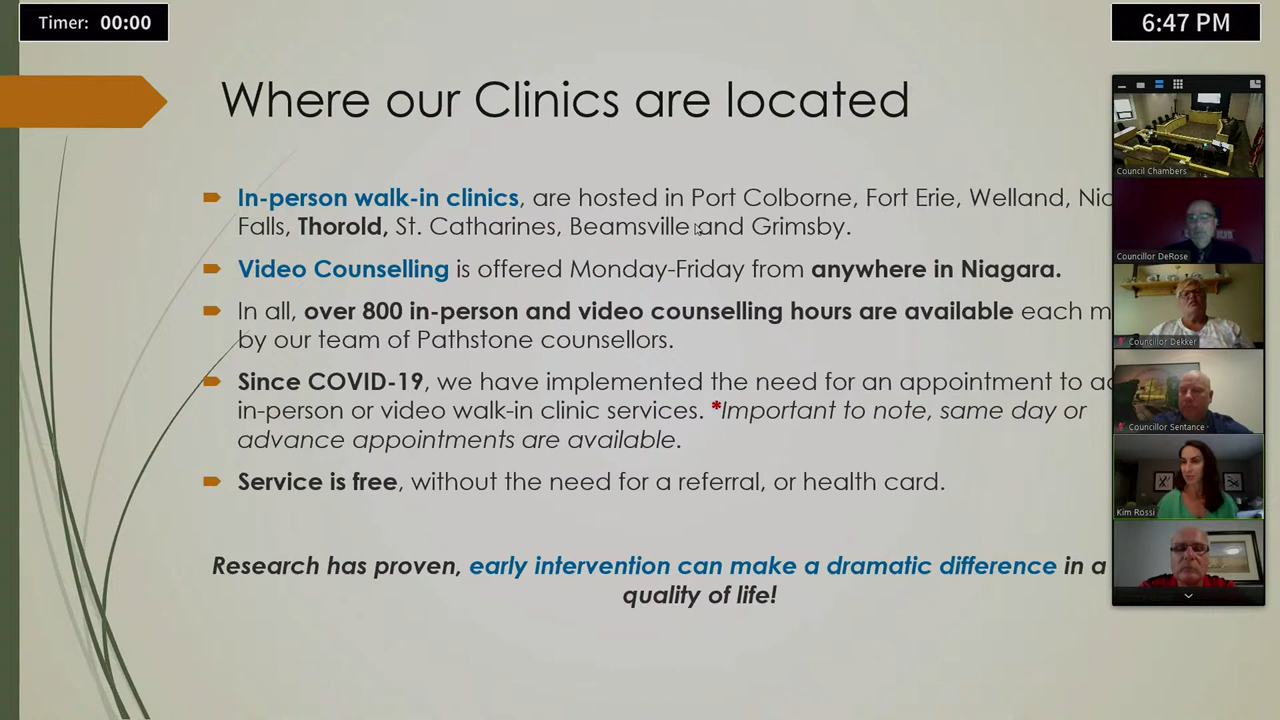 Timer: 00:00
6:47 PM
Where our Clinics are located
In-person walk-in clinics, are hosted in Port Colborne, Fort Erie, Welland,
Falls, Thorold, St. Catharines, Beamsville and Grimsby.
Video Counselling is offered Monday-Friday from anywhere in Niagara.
In all, over 800 in-person and video counselling hours are available each
by our team of Pathstone counsellors.
Since COVID-19, we have implemented the need for an appointment to
in-person or video walk-in clinic services. *Important to note, same day or
advance appointments are available.
Service is free, without the need for a referral, or health card.
Research has proven, early intervention can make a dramatic difference in a
quality of life!
Council Chambers
Councillor DeRose
Councillor Dekker
Councillor Sentance
Kim Rossi